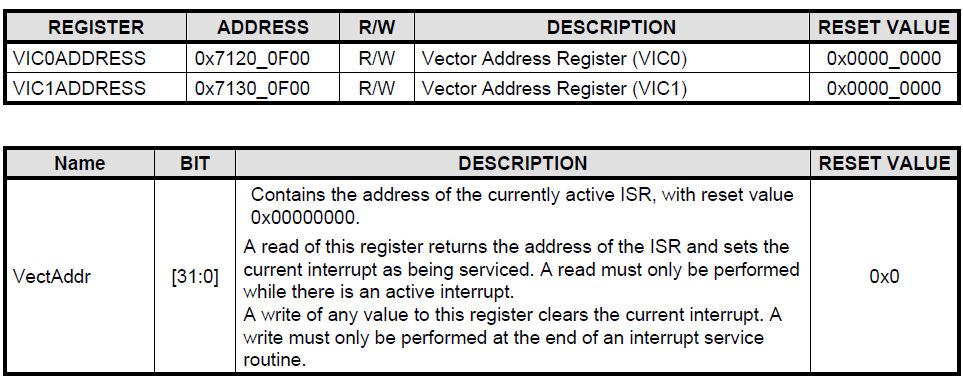 REGISTER ADDRESS R/W DESCRIPTION RESET VALUE
VIC0ADDRESS 0x7120_0F00 R/W Vector Address Register (VIC0) 0x0000_0000
VIC1ADDRESS 0x7130_0F00 R/W Vector Address Register (VIC1) 0x0000_0000
Name BIT DESCRIPTION RESET VALUE
VectAddr [31:0] Contains the address of the currently active ISR, with reset value
0x00000000.
A read of this register returns the address of the ISR and sets the
current interrupt as being serviced. A read must only be performed
while there is an active interrupt.
A write of any value to this register clears the current interrupt. A
write must only be performed at the end of an interrupt service
routine.
0x0